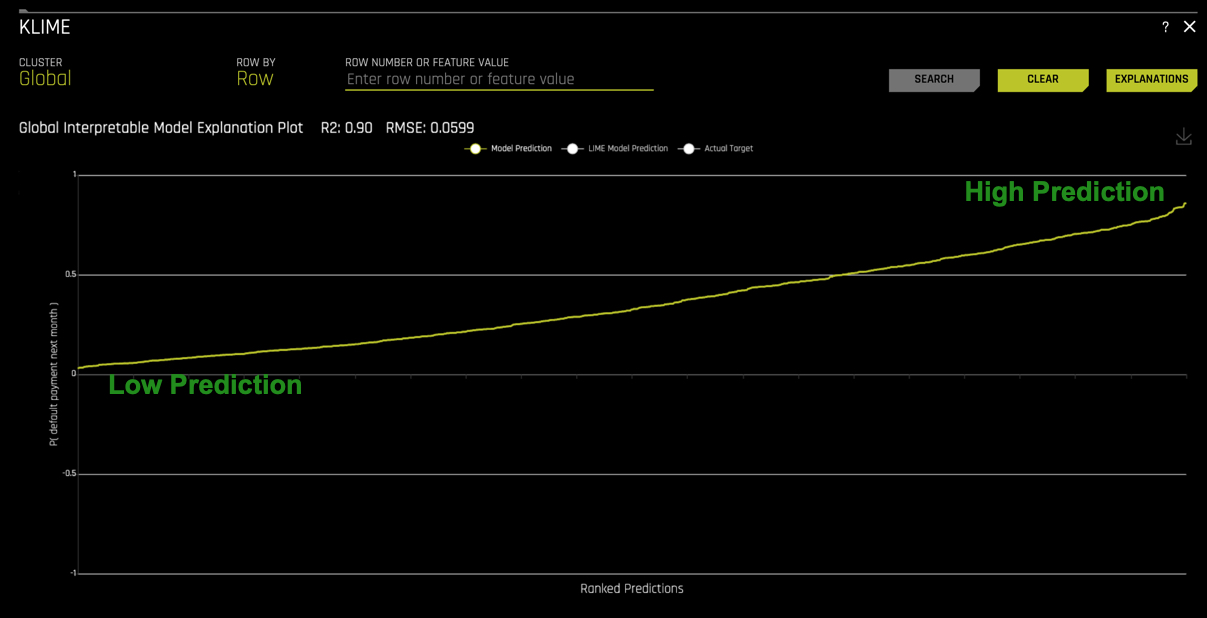 KLIME
?
CLUSTER
Global
ROW BY
Row
ROW NUMBER OR FEATURE VALUE
Enter row number or feature value
SEARCH
CLEAR
EXPLANATIONS
Global Interpretable Model Explanation Plot R2: 0.90 RMSE: 0.0599
Model Prediction LIME Model Prediction Actual Target
1
High Prediction
0.5
P( default payment next month )
0
Low Prediction
-0.5
-1
Ranked Predictions